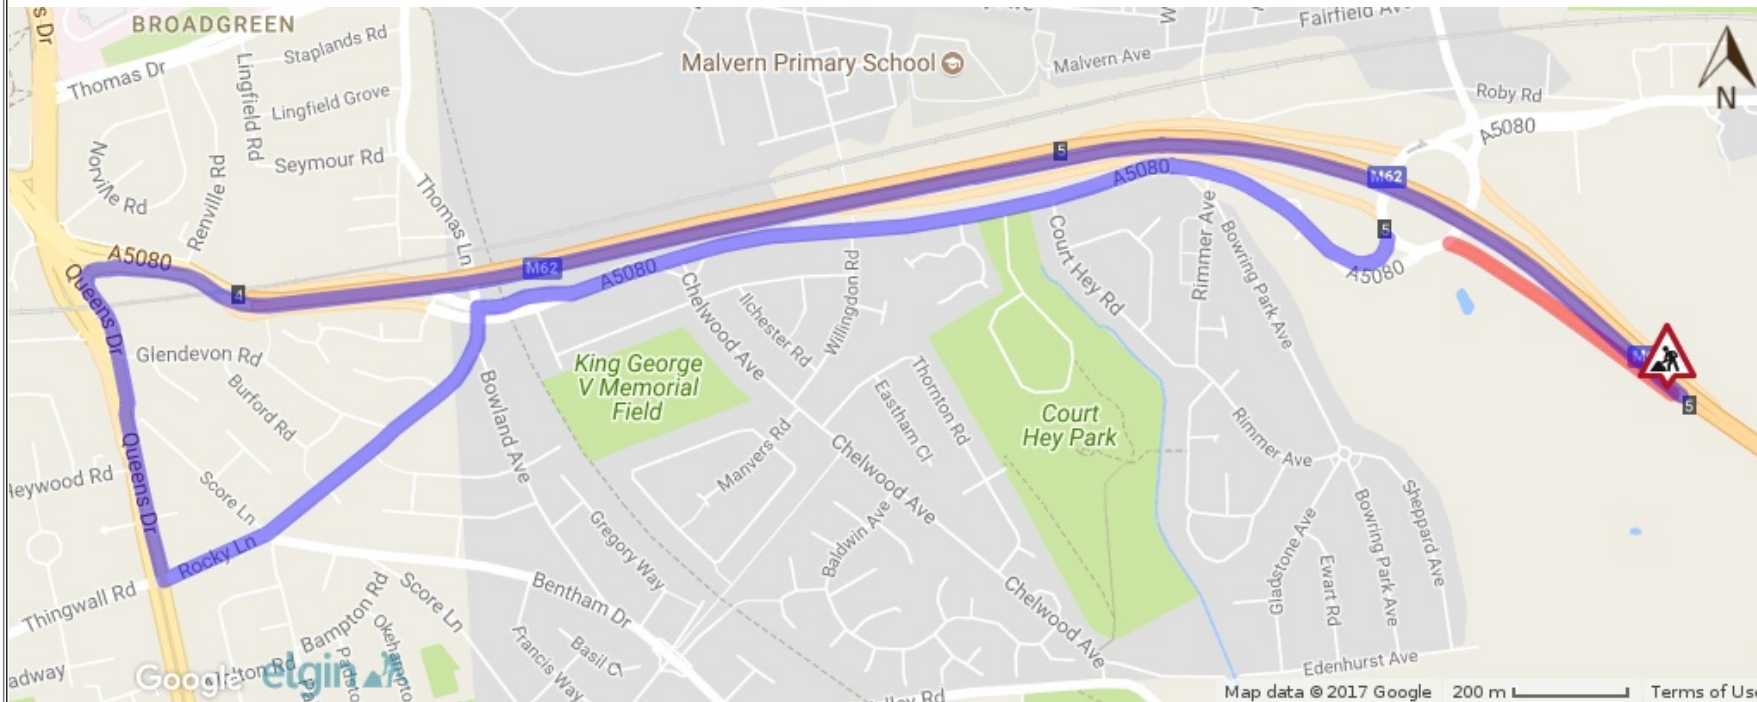 BROADGREEN
s Dr
Staplands Rd
Thomas Dr
Lingfield Rd
Lingfield Grove
Seymour Rd
Norville Rd
Renville Rd
Thomas Ln
Malvern Primary School
Malvern Ave
Fairfield Ave
N
Roby Rd
A5080
5
M62
A5080
5
A5080
Rimmer Ave
Bowring Park Ave
Court Hey Rd
A5080
4
M62
A5080
Queens Dr
Glendevon Rd
Burford Rd
Chelwood Ave
Ilchester Rd
Willingdon Rd
King George
V Memorial
Field
Bowland Ave
Thornton Rd
Eastham Cl
Court
Hey Park
5
Queens Dr
Heywood Rd
Score Ln
Manvers Rd
Chelwood Ave
Rimmer Ave
Sheppard Ave
Bowring Park Ave
Gladstone Ave
Ewart Rd
Rocky Ln
Gregory Way
Baldwin Ave
Thingwall Rd
Bampton Rd
Score Ln
Bentham Dr
Chelwood Ave
Francis Way
Basil C
Edenhurst Ave
adway
Google
elgin
Map data © 2017 Google
200 m
Terms of Use